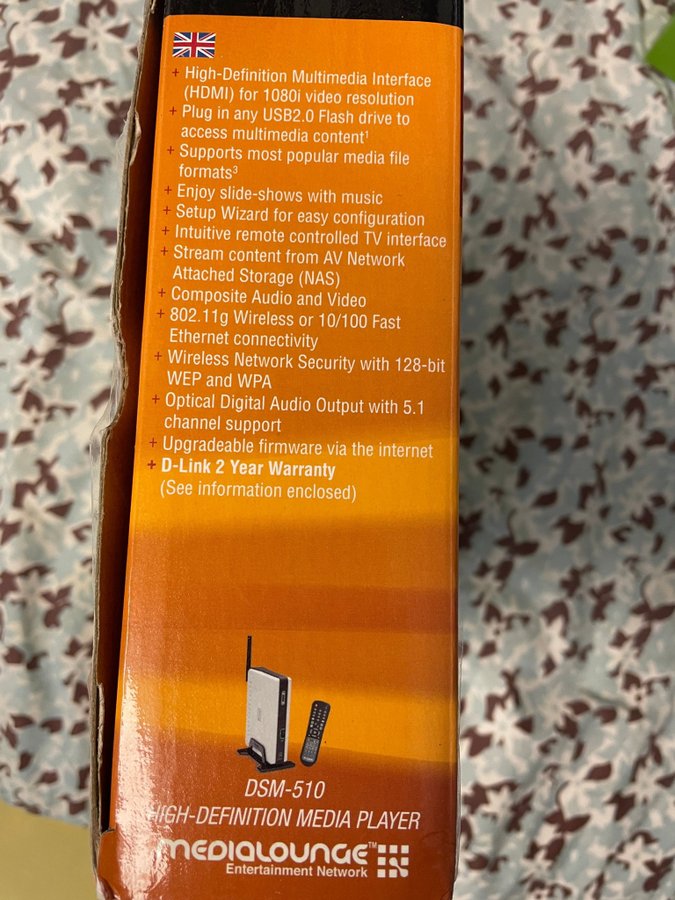 + High-Definition Multimedia Interface
(HDMI) for 1080i video resolution
+ Plug in any USB2.0 Flash drive to
access multimedia content¹
+ Supports most popular media file
formats³
+ Enjoy slide-shows with music
+ Setup Wizard for easy configuration
+ Intuitive remote controlled TV interface
+ Stream content from AV Network
Attached Storage (NAS)
+ Composite Audio and Video
+ 802.11g Wireless or 10/100 Fast
Ethernet connectivity
+ Wireless Network Security with 128-bit
WEP and WPA
+ Optical Digital Audio Output with 5.1
channel support
+ Upgradeable firmware via the internet
+ D-Link 2 Year Warranty
(See information enclosed)
DSM-510
HIGH-DEFINITION MEDIA PLAYER
MEDIALOUNGE™
Entertainment Network